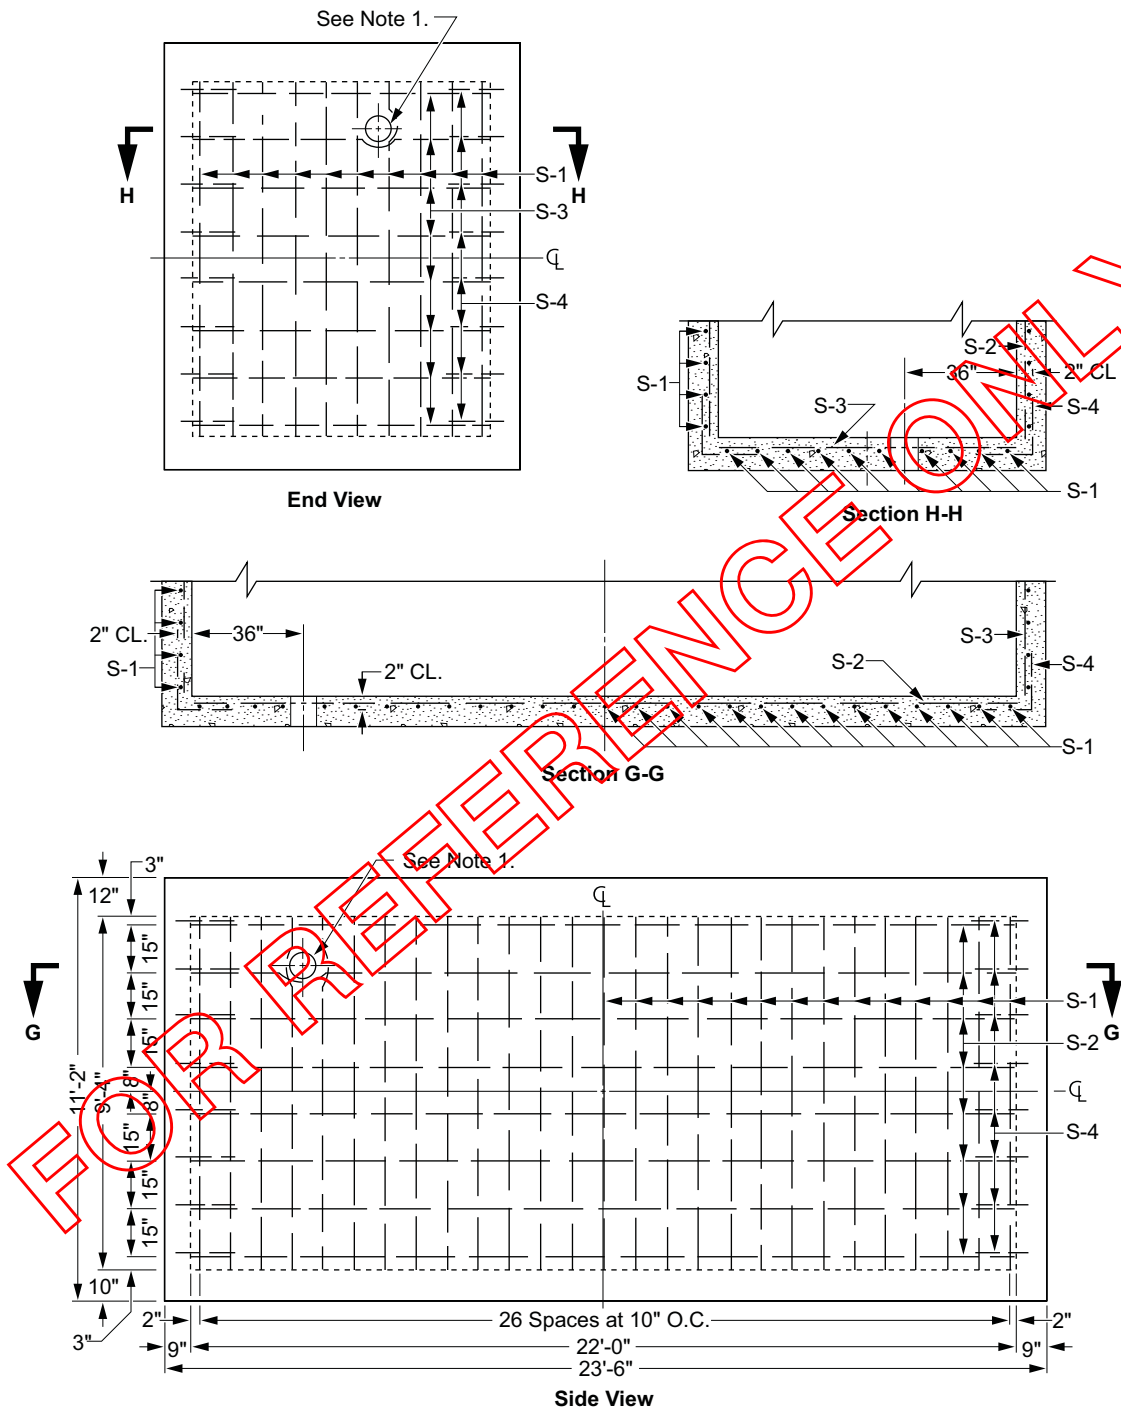 See Note 1.
H
H
S-1
S-3
℄
S-4
End View
S-1
S-2
36"
2" CL
S-3
S-4
S-1
Section H-H
2" CL.
36"
S-1
2" CL.
S-2
S-3
S-4
S-1
Section G-G
See Note 1.
3"
12"
℄
15"
15"
15"
8"
8"
15"
15"
15"
9'-4"
11'-2"
10"
3"
G
G
S-1
S-2
℄
S-4
2"
26 Spaces at 10" O.C.
2"
9"
22'-0"
9"
23'-6"
Side View
FOR REFERENCE ONLY